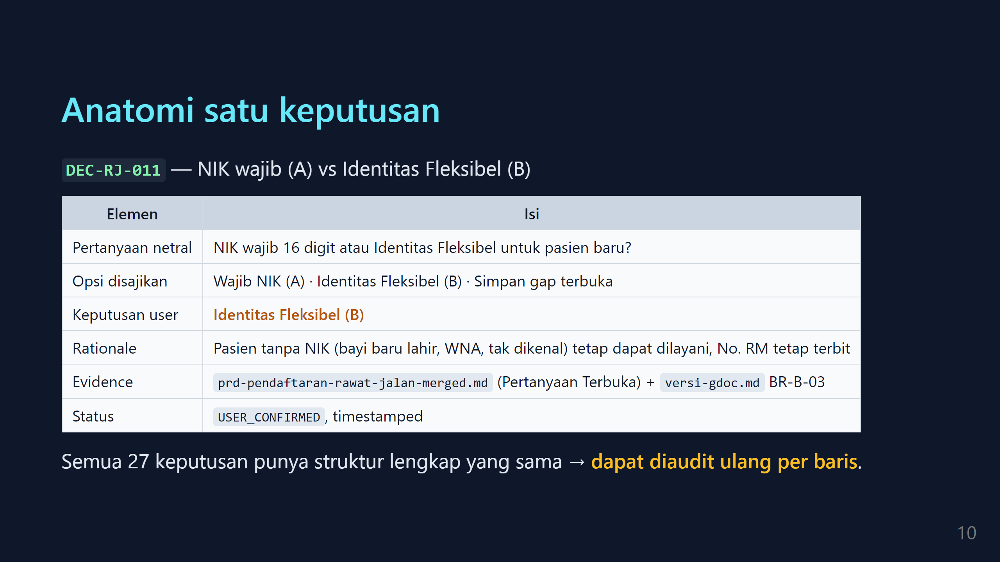 Anatomi satu keputusan
DEC-RJ-011 — NIK wajib (A) vs Identitas Fleksibel (B)
Elemen Isi
Pertanyaan netral NIK wajib 16 digit atau Identitas Fleksibel untuk pasien baru?
Opsi disajikan Wajib NIK (A) · Identitas Fleksibel (B) · Simpan gap terbuka
Keputusan user Identitas Fleksibel (B)
Rationale Pasien tanpa NIK (bayi baru lahir, WNA, tak dikenal) tetap dapat dilayani, No. RM tetap terbit
Evidence prd-pendaftaran-rawat-jalan-merged.md (Pertanyaan Terbuka) + versi-gdoc.md BR-B-03
Status USER_CONFIRMED, timestamped
Semua 27 keputusan punya struktur lengkap yang sama → dapat diaudit ulang per baris.
10